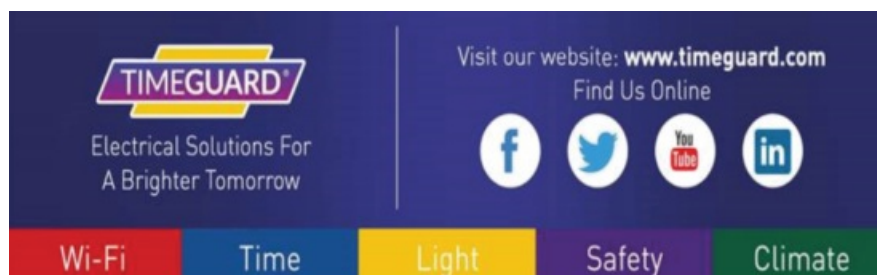 TIMEGUARD®
Electrical Solutions For
A Brighter Tomorrow
Visit our website: www.timeguard.com
Find Us Online
f
You
Tube
in
Wi-Fi
Time
Light
Safety
Climate